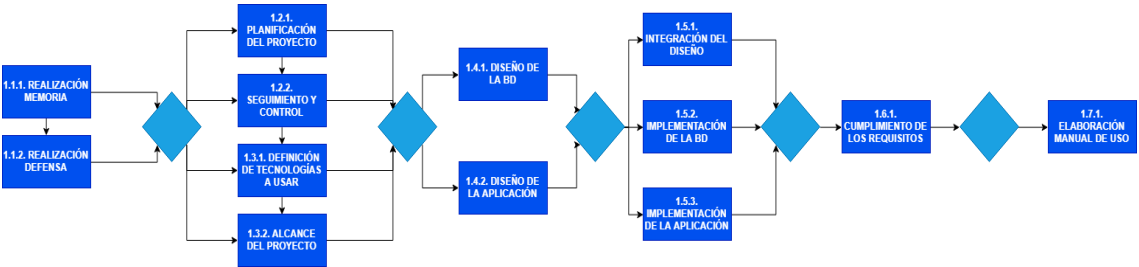 1.1.1. REALIZACIÓN
MEMORIA
1.1.2. REALIZACIÓN
DEFENSA
1.2.1.
PLANIFICACIÓN
DEL PROYECTO
1.2.2.
SEGUIMIENTO Y
CONTROL
1.3.1. DEFINICIÓN
DE TECNOLOGÍAS
A USAR
1.3.2. ALCANCE
DEL PROYECTO
1.4.1. DISEÑO DE
LA BD
1.4.2. DISEÑO DE
LA APLICACIÓN
1.5.1.
INTEGRACIÓN DEL
DISEÑO
1.5.2.
IMPLEMENTACIÓN
DE LA BD
1.5.3.
IMPLEMENTACIÓN
DE LA APLICACIÓN
1.6.1.
CUMPLIMIENTO DE
LOS REQUISITOS
1.7.1.
ELABORACIÓN
MANUAL DE USO